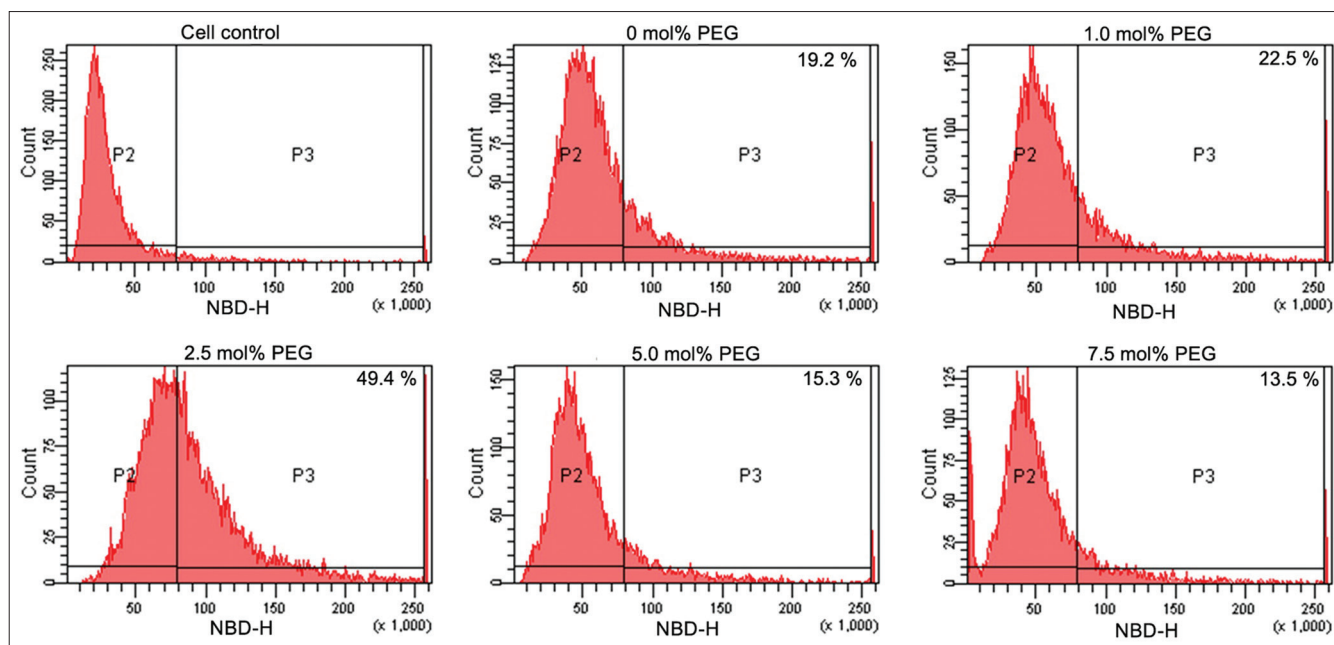 Cell control
Count
250
200
150
100
50
0
P2
P3
50
100
150
200
250
NBD-H
(x 1,000)
0 mol% PEG
19.2 %
Count
125
100
75
50
25
0
P2
P3
50
100
150
200
250
NBD-H
(x 1,000)
1.0 mol% PEG
22.5 %
Count
150
100
50
0
P2
P3
50
100
150
200
250
NBD-H
(x 1,000)
2.5 mol% PEG
49.4 %
Count
100
75
50
25
0
P2
P3
50
100
150
200
250
NBD-H
(x 1,000)
5.0 mol% PEG
15.3 %
Count
150
100
50
0
P2
P3
50
100
150
200
250
NBD-H
(x 1,000)
7.5 mol% PEG
13.5 %
Count
125
100
75
50
25
0
P2
P3
50
100
150
200
250
NBD-H
(x 1,000)